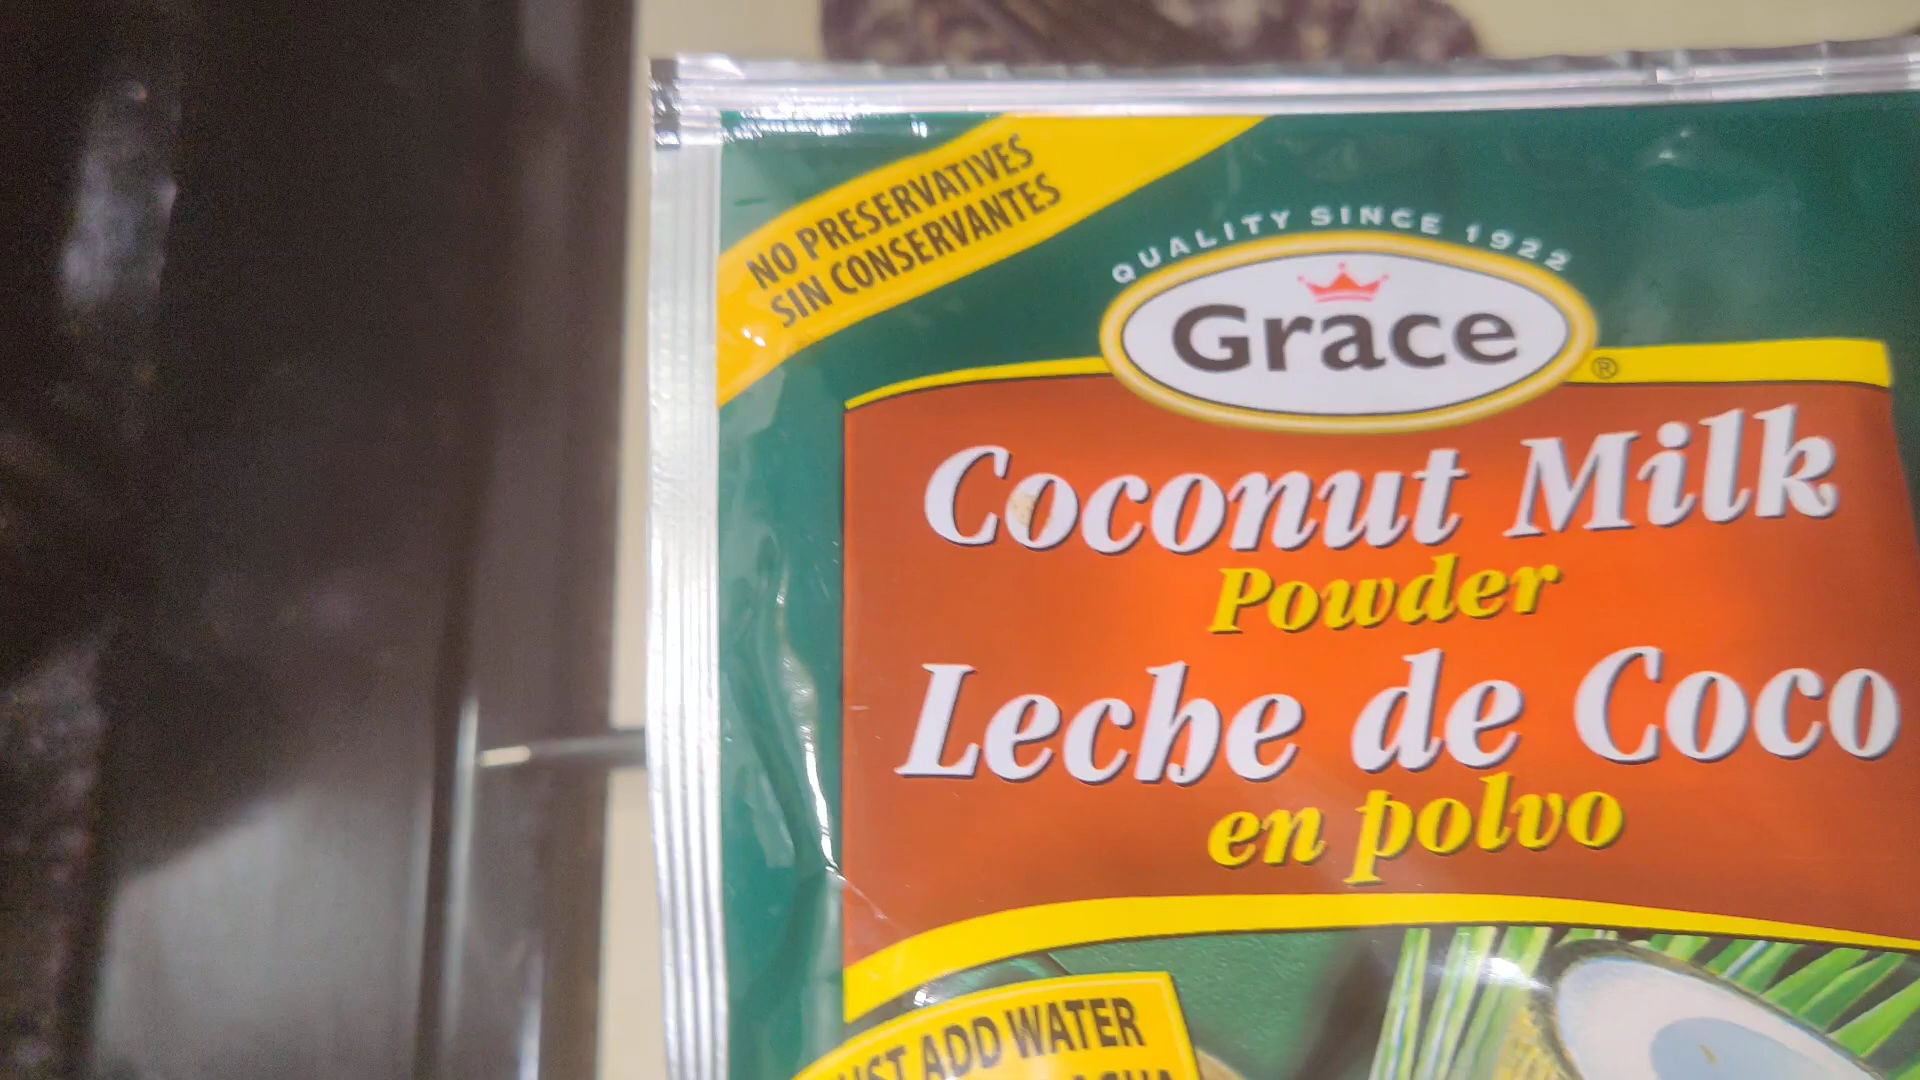 NO PRESERVATIVES
SIN CONSERVANTES
QUALITY SINCE 1922
Grace
®
Coconut Milk
Powder
Leche de Coco
en polvo
ADD WATER